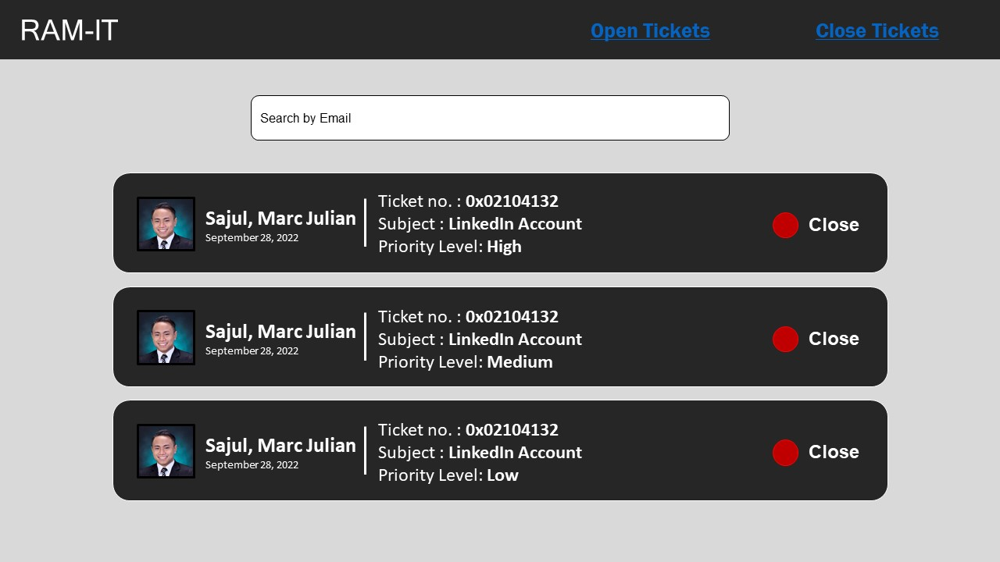 RAM-IT
Open Tickets
Close Tickets
Search by Email
Sajul, Marc Julian
September 28, 2022
Ticket no. : 0x02104132
Subject : LinkedIn Account
Priority Level: High
Close
Sajul, Marc Julian
September 28, 2022
Ticket no. : 0x02104132
Subject : LinkedIn Account
Priority Level: Medium
Close
Sajul, Marc Julian
September 28, 2022
Ticket no. : 0x02104132
Subject : LinkedIn Account
Priority Level: Low
Close